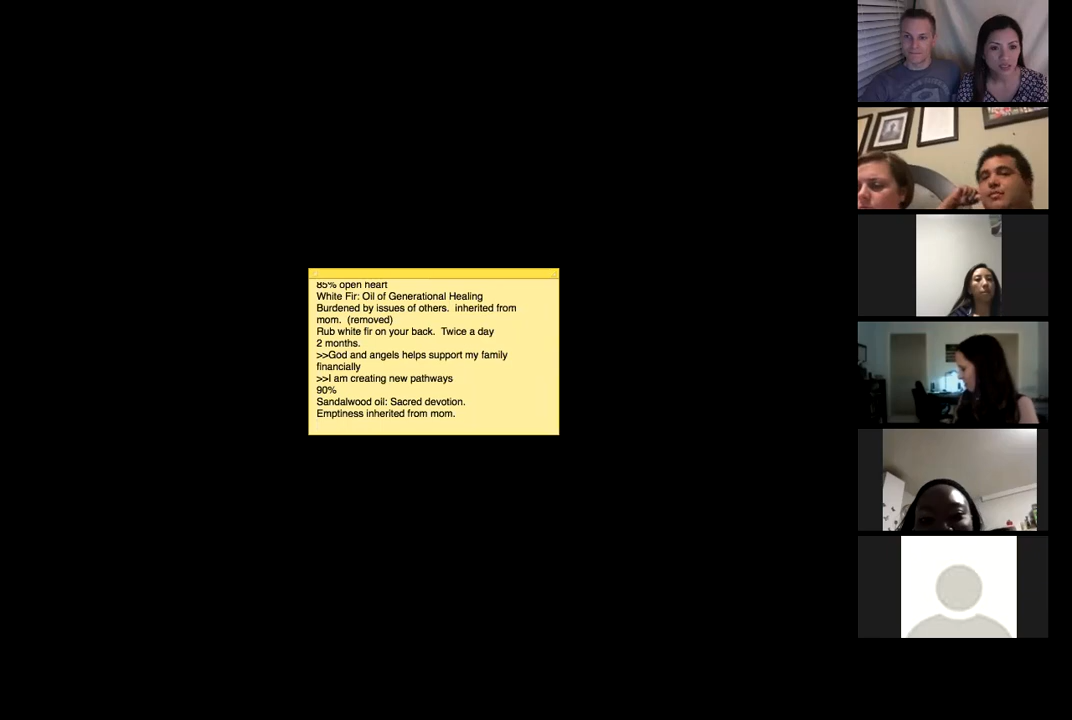 85% open heart
White Fir: Oil of Generational Healing
Burdened by issues of others.  inherited from
mom.  (removed)
Rub white fir on your back.  Twice a day
2 months.
>>God and angels helps support my family
financially
>>I am creating new pathways
90%
Sandalwood oil: Sacred devotion.
Emptiness inherited from mom.